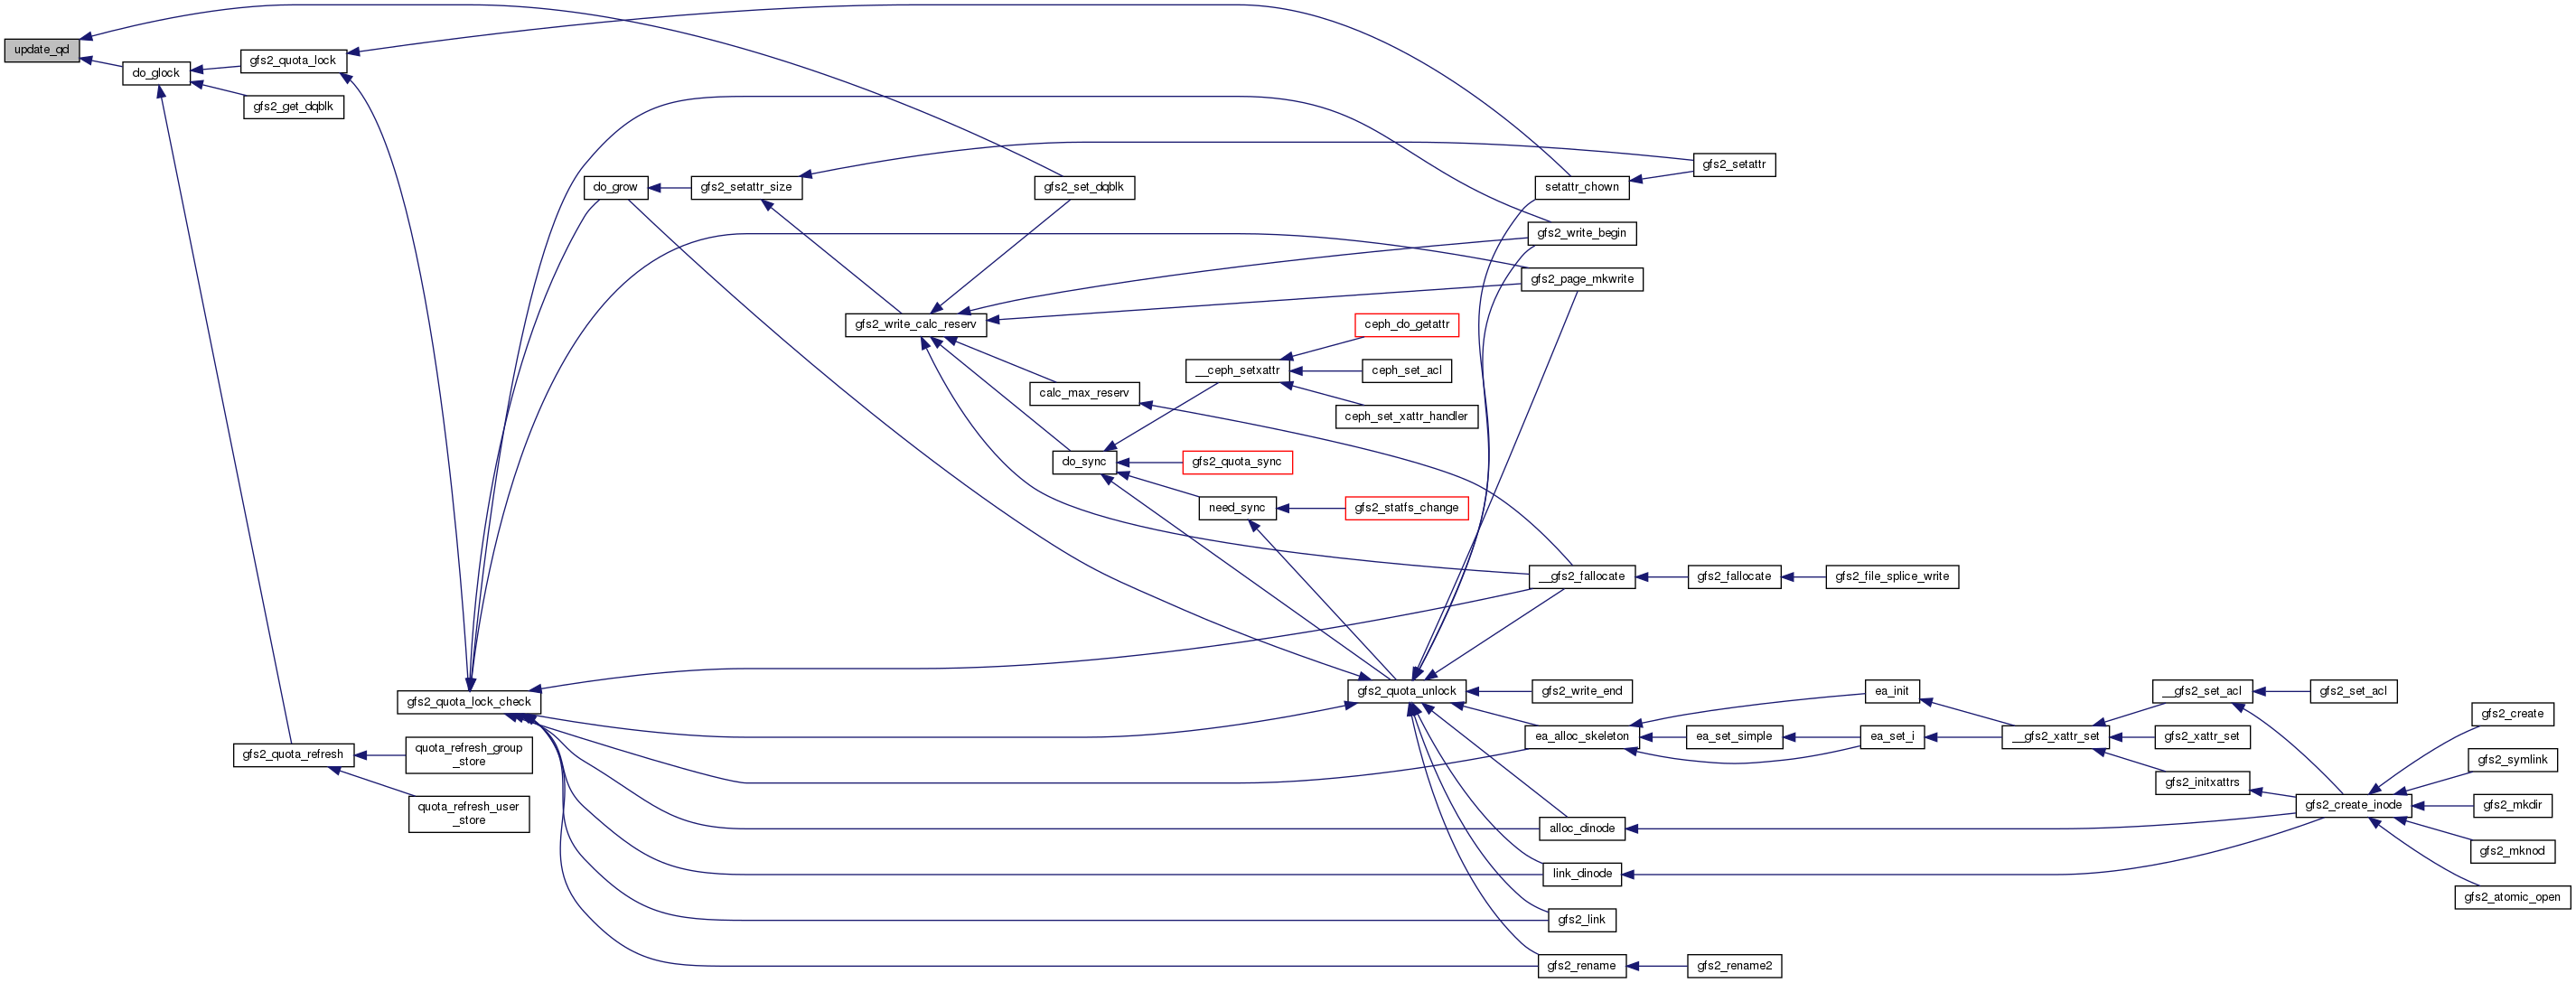 update_qd
do_glock
gfs2_quota_lock
gfs2_get_dqblk
do_grow
gfs2_setattr_size
gfs2_set_dqblk
setattr_chown
gfs2_setattr
gfs2_write_begin
gfs2_page_mkwrite
gfs2_write_calc_reserv
ceph_do_getattr
__ceph_setxattr
ceph_set_acl
calc_max_reserv
ceph_set_xattr_handler
do_sync
gfs2_quota_sync
need_sync
gfs2_statfs_change
__gfs2_fallocate
gfs2_fallocate
gfs2_file_splice_write
gfs2_quota_lock_check
gfs2_quota_unlock
gfs2_write_end
ea_init
__gfs2_set_acl
gfs2_set_acl
gfs2_create
gfs2_quota_refresh
quota_refresh_group
_store
ea_alloc_skeleton
ea_set_simple
ea_set_i
__gfs2_xattr_set
gfs2_xattr_set
gfs2_symlink
gfs2_initxattrs
quota_refresh_user
_store
gfs2_create_inode
gfs2_mkdir
alloc_dinode
gfs2_mknod
link_dinode
gfs2_atomic_open
gfs2_link
gfs2_rename
gfs2_rename2